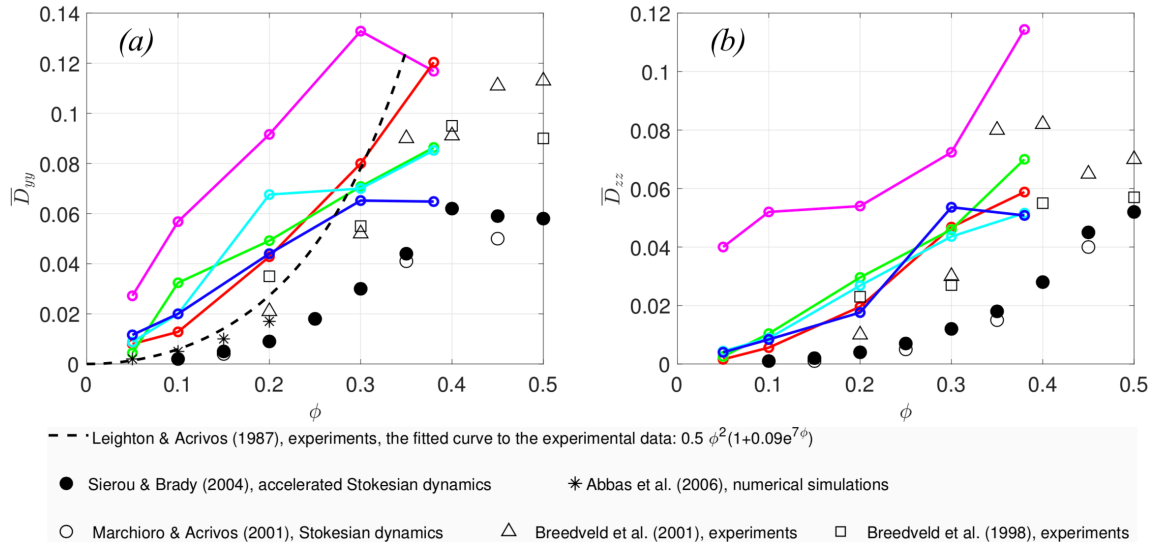 0.14
0.12
0.1
0.08
0.06
0.04
0.02
0
(a)
D̅yy
0 0.1 0.2 0.3 0.4 0.5
ϕ
0.12
0.1
0.08
0.06
0.04
0.02
0
(b)
D̅zz
0 0.1 0.2 0.3 0.4 0.5
ϕ
Leighton & Acrivos (1987), experiments, the fitted curve to the experimental data: 0.5 ϕ²(1+0.09e⁷ᵠ)
Sierou & Brady (2004), accelerated Stokesian dynamics Abbas et al. (2006), numerical simulations
Marchioro & Acrivos (2001), Stokesian dynamics Breedveld et al. (2001), experiments Breedveld et al. (1998), experiments